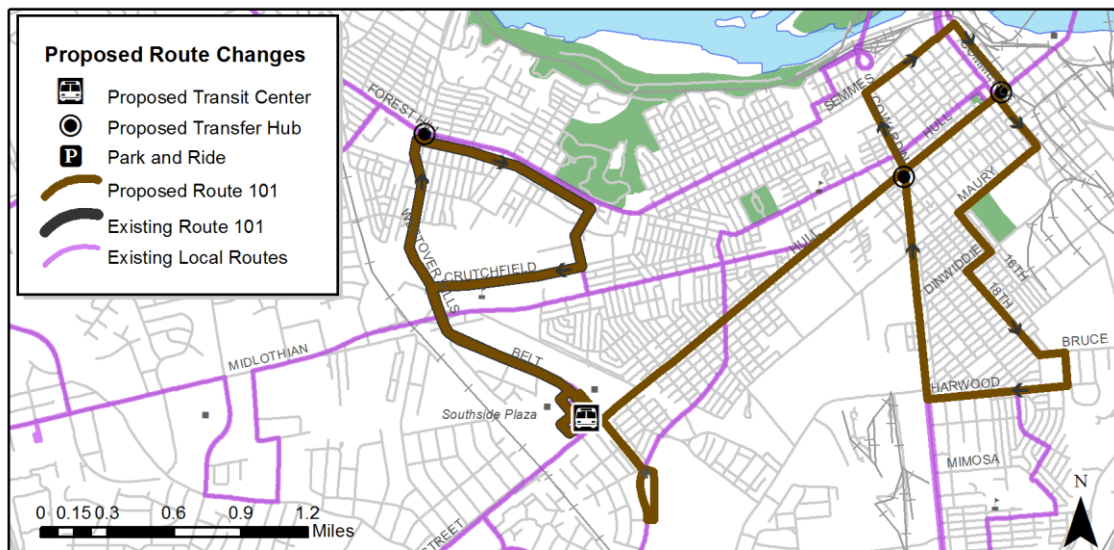 Proposed Route Changes
Proposed Transit Center
Proposed Transfer Hub
P
Park and Ride
Proposed Route 101
Existing Route 101
Existing Local Routes
FOREST HILL
SEMMES
COWARDIN
COMMERCE
HULL
MAURY
WESTOVER HILLS
CRUTCHFIELD
HULL
DINWIDDIE
16TH
18TH
BRUCE
MIDLOTHIAN
BELT
HARWOOD
Southside Plaza
MIMOSA
STREET
N
0 0.15 0.3 0.6 0.9 1.2
Miles